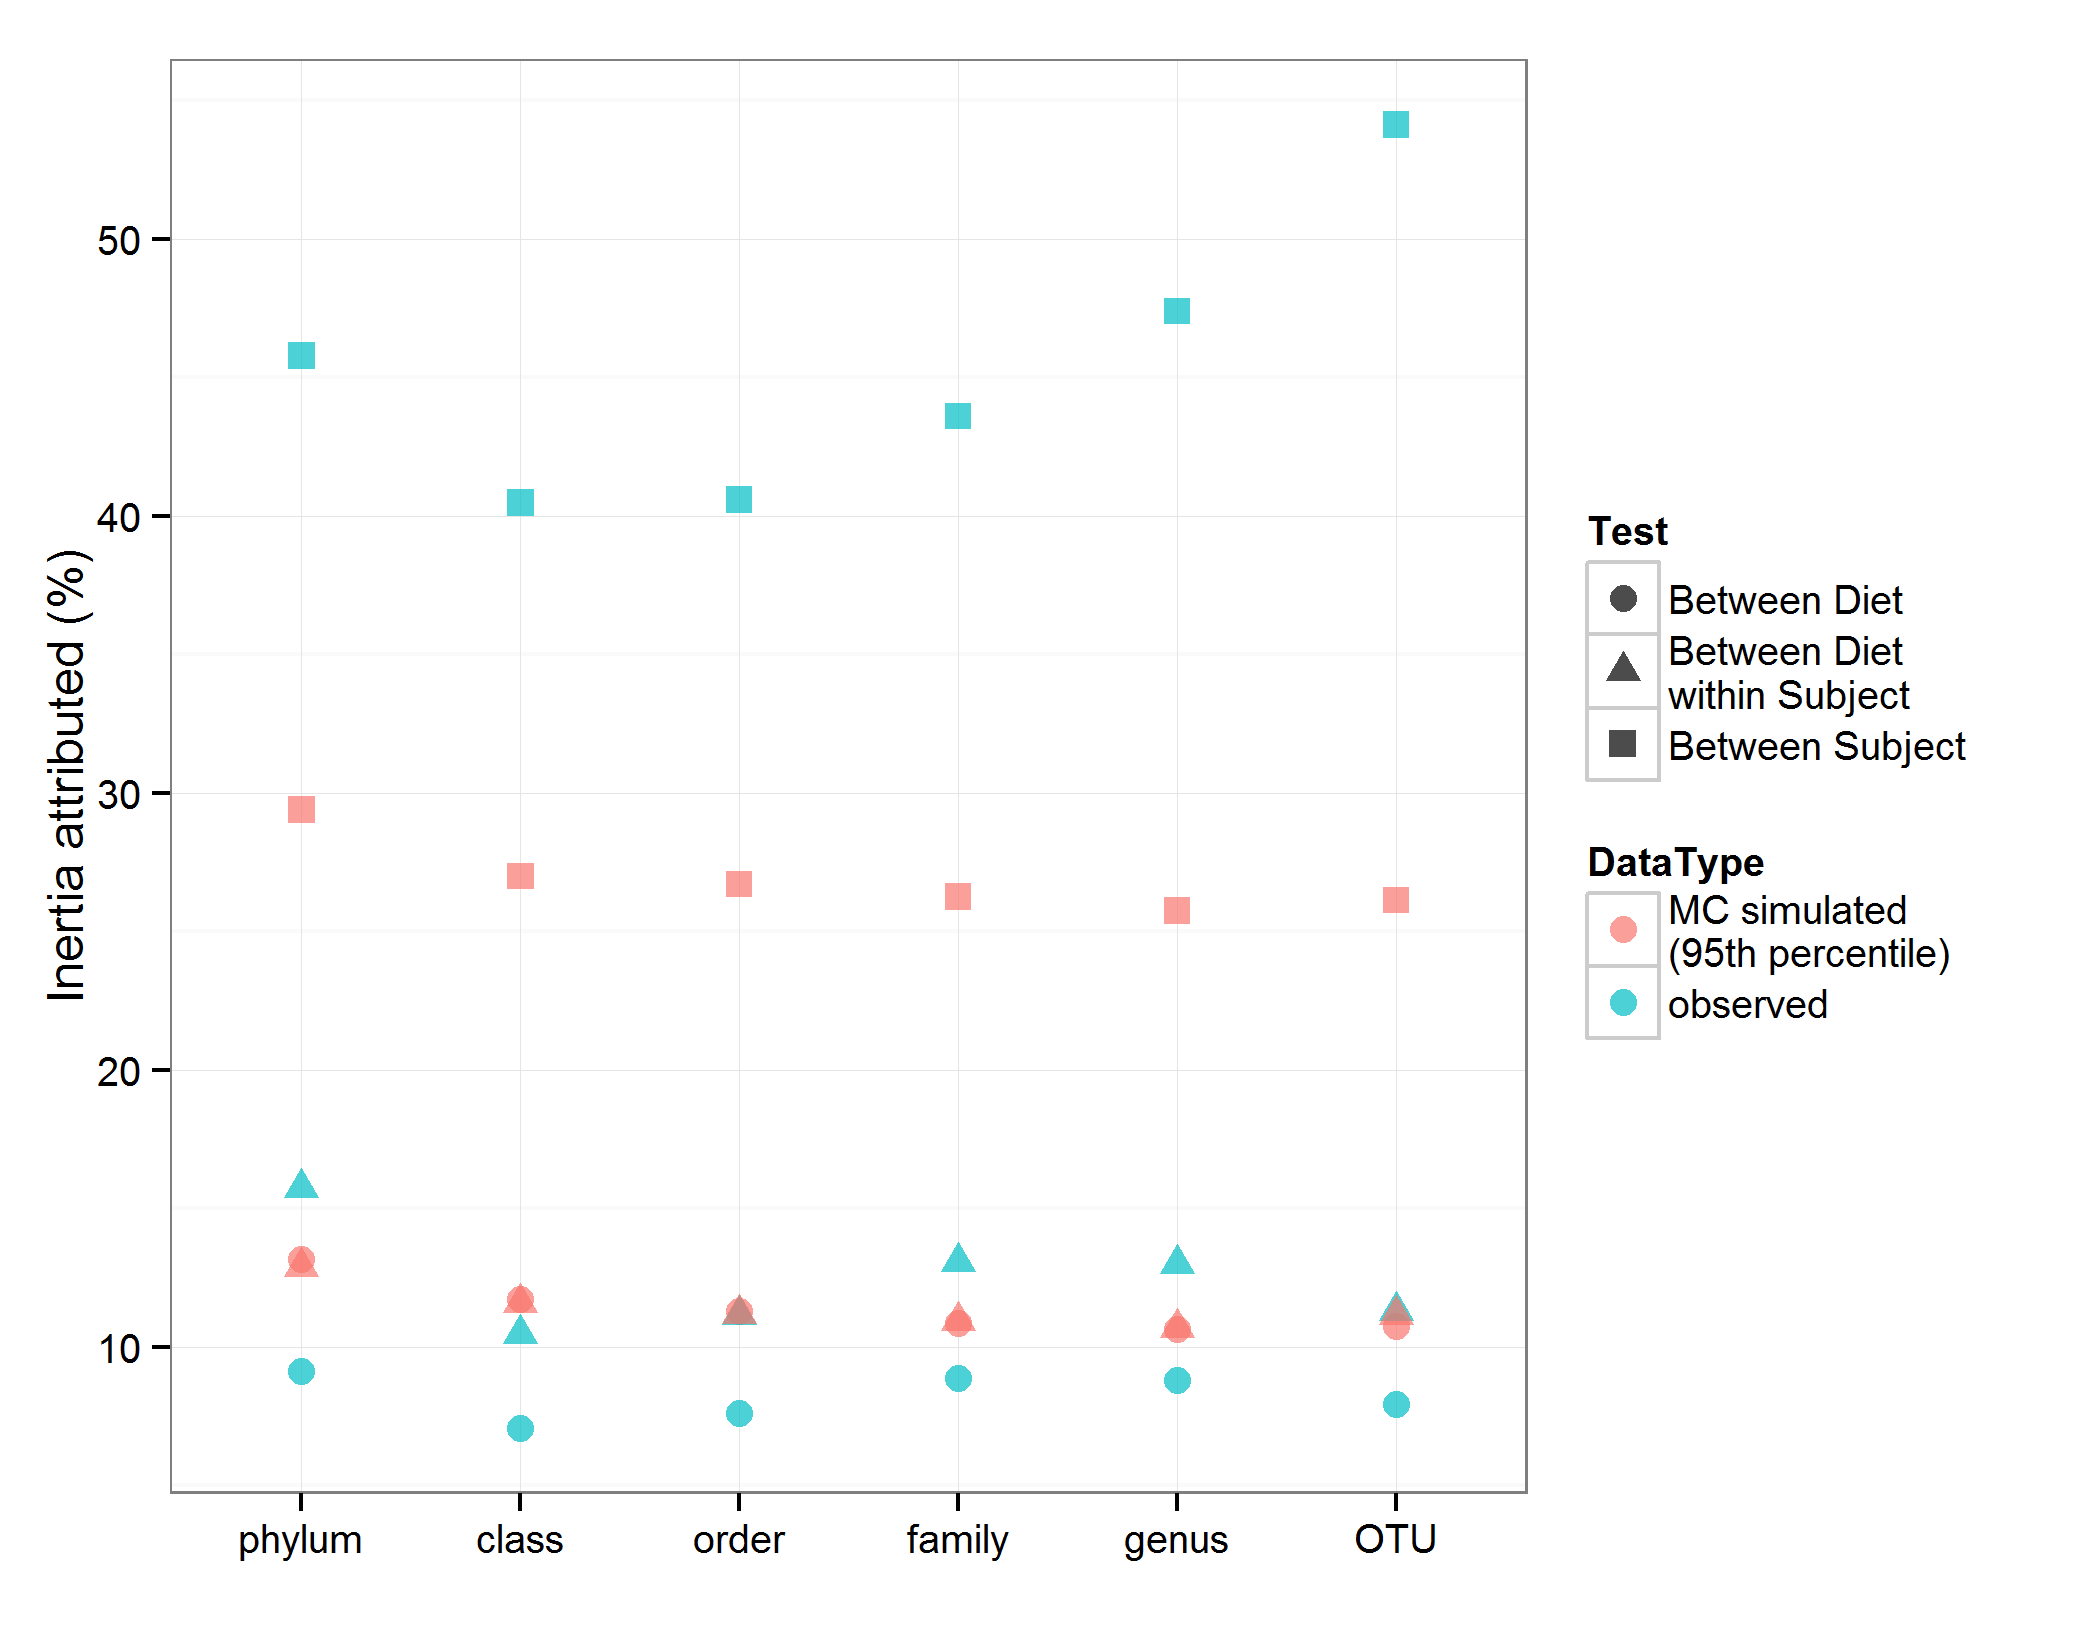 Inertia attributed (%)
50
40
30
20
10
phylum class order family genus OTU
Test
Between Diet
Between Diet
within Subject
Between Subject
DataType
MC simulated
(95th percentile)
observed